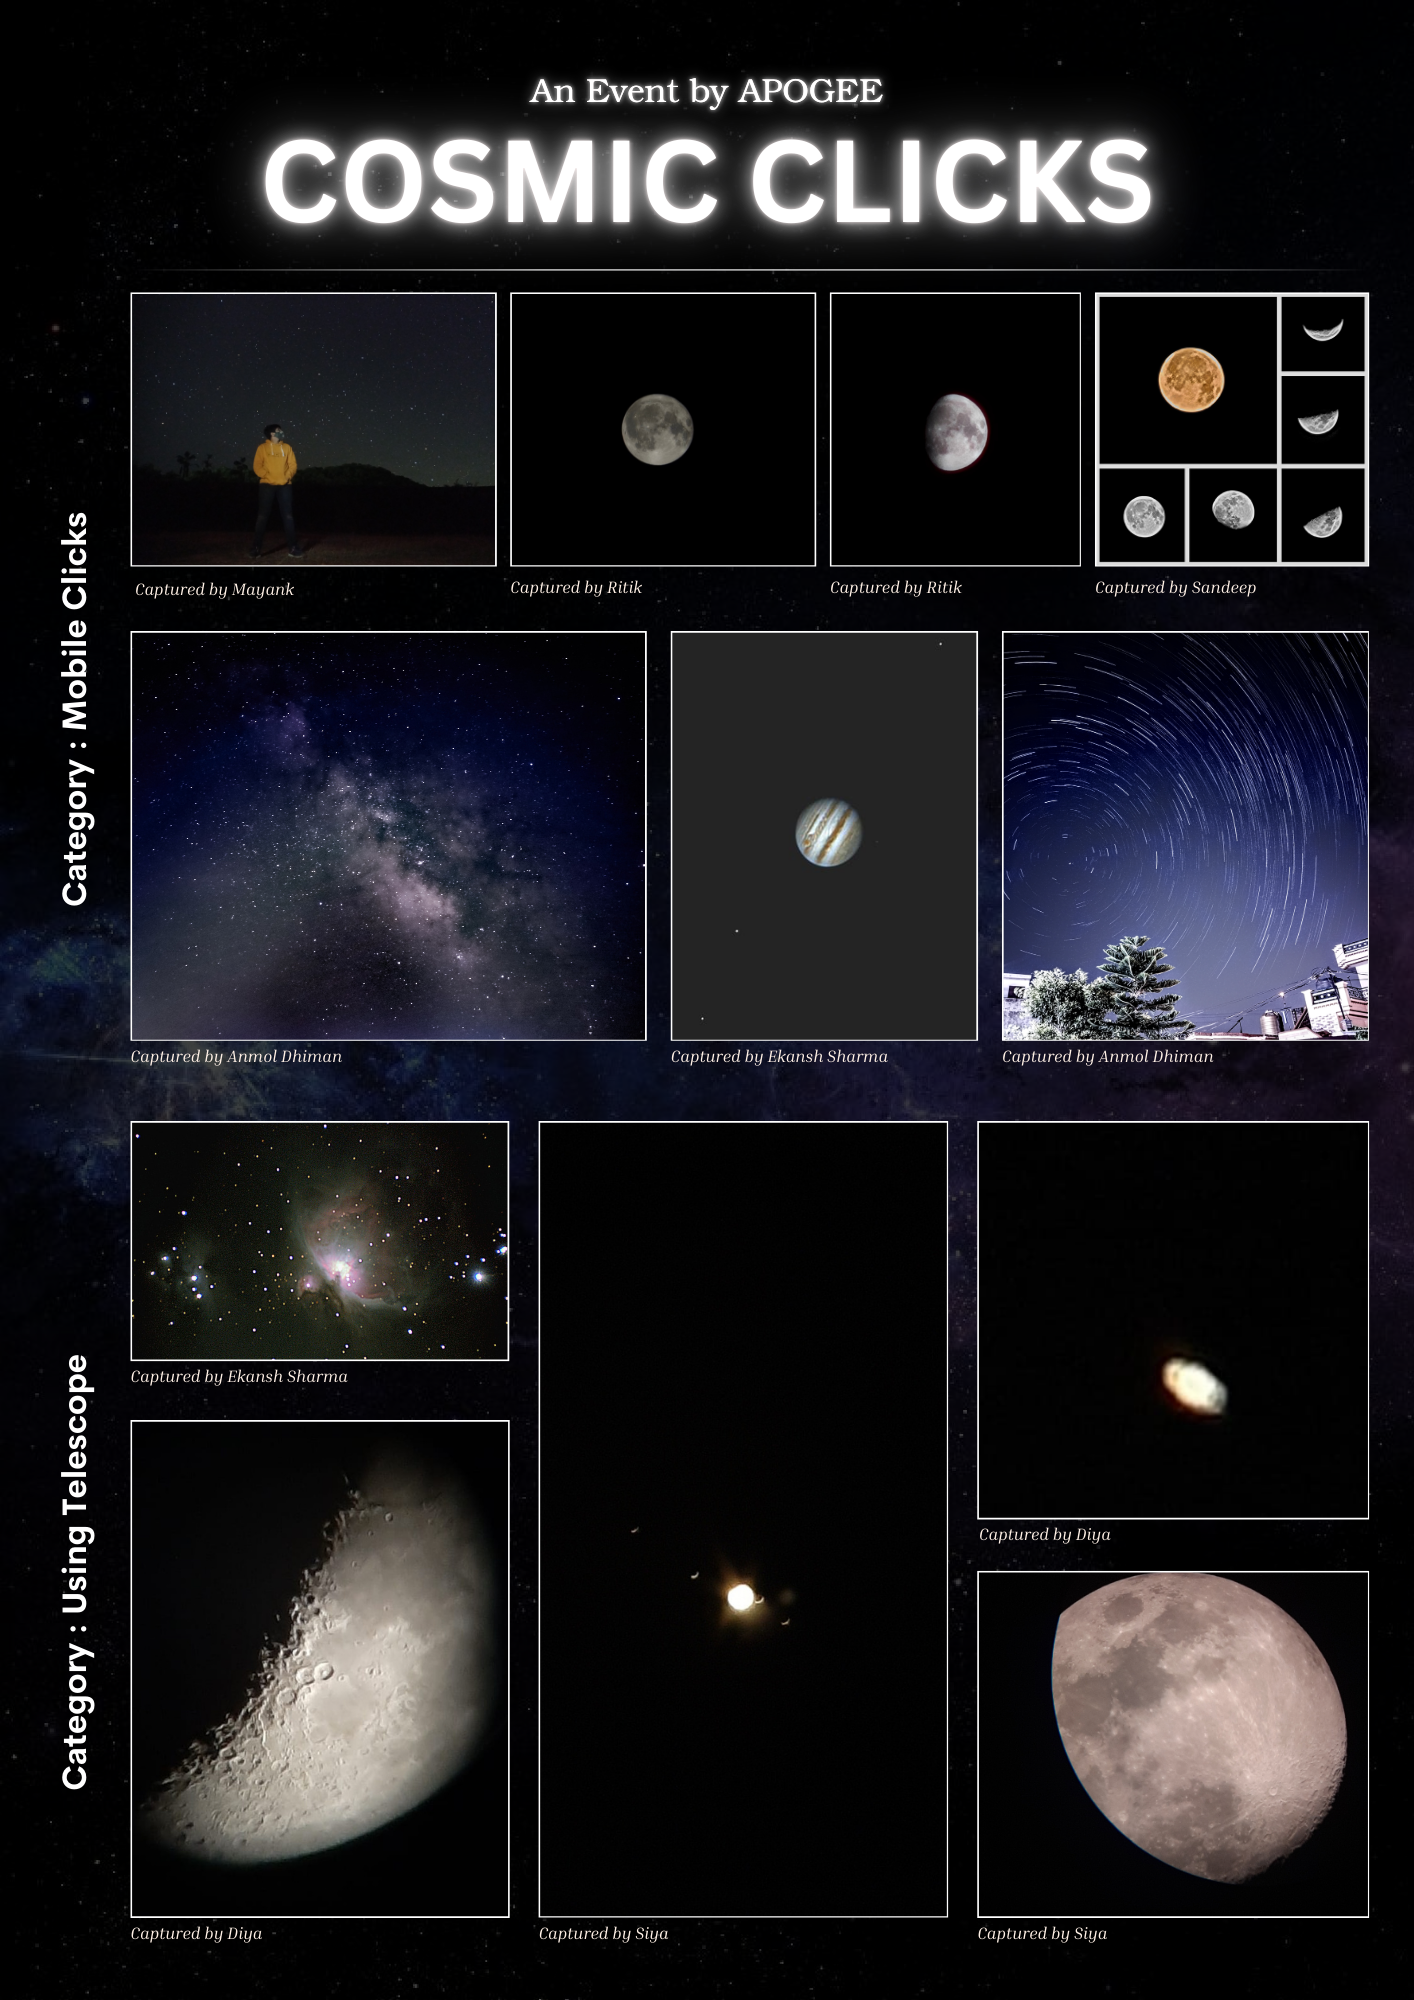 An Event by APOGEE
COSMIC CLICKS
Category : Mobile Clicks
Captured by Mayank
Captured by Ritik
Captured by Ritik
Captured by Sandeep
Captured by Anmol Dhiman
Captured by Ekansh Sharma
Captured by Anmol Dhiman
Category : Using Telescope
Captured by Ekansh Sharma
Captured by Diya
Captured by Diya
Captured by Siya
Captured by Siya